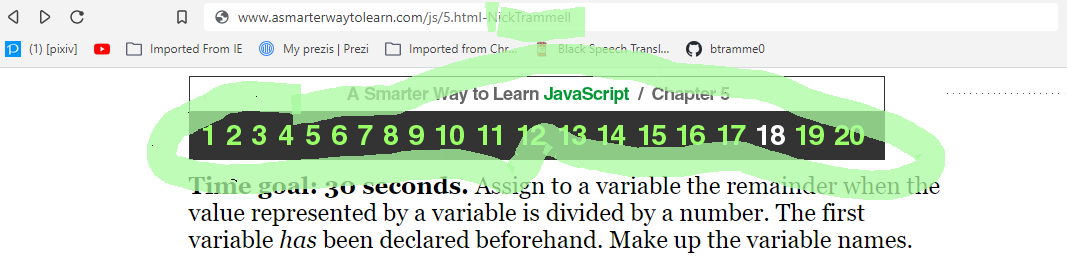 www.asmarterwaytolearn.com/js/5.html-NickTrammell
(1) [pixiv] Imported From IE My prezis | Prezi Imported from Chr... Black Speech Transl... btramme0
A Smarter Way to Learn JavaScript / Chapter 5
1 2 3 4 5 6 7 8 9 10 11 12 13 14 15 16 17 18 19 20
Time goal: 30 seconds. Assign to a variable the remainder when the
value represented by a variable is divided by a number. The first
variable has been declared beforehand. Make up the variable names.